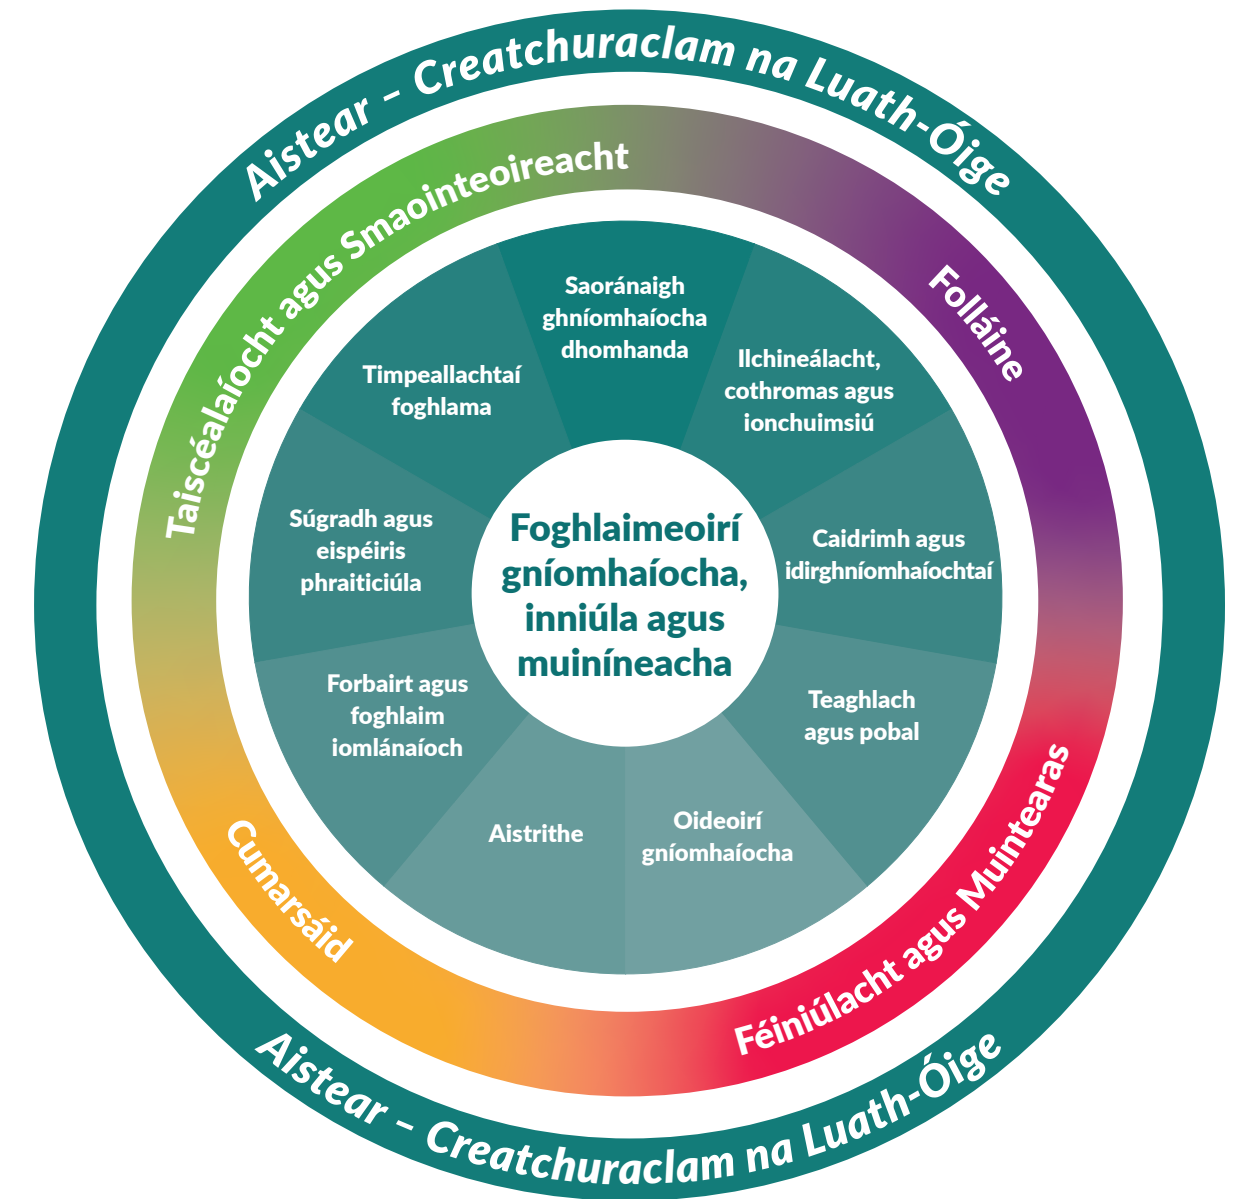 Aistear – Creatchuraclam na Luath-Óige
Taiscéalaíocht agus Smaointeoireacht
Folláine
Féiniúlacht agus Muintearas
Cumarsáid
Saoránaigh
ghníomhaíocha
dhomhanda
Ilchineálacht,
cothromas agus
ionchuimsiú
Caidrimh agus
idirghníomhaíochtaí
Teaghlach
agus pobal
Oideoirí
gníomhaíocha
Aistrithe
Forbairt agus
foghlaim
iomlánaíoch
Súgradh agus
eispéiris
phraiticiúla
Timpeallachtaí
foghlama
Foghlaimeoirí
gníomhaíocha,
inniúla agus
muiníneacha
Aistear – Creatchuraclam na Luath-Óige